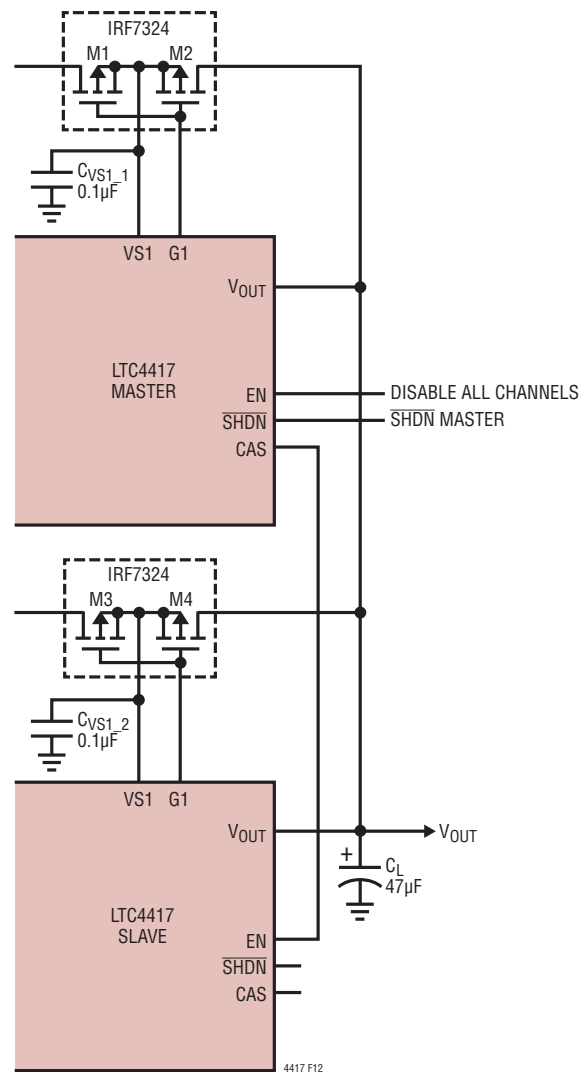 IRF7324
M1 M2
CVS1_1
0.1µF
VS1 G1
VOUT
LTC4417
MASTER
EN
SHDN
CAS
DISABLE ALL CHANNELS
SHDN MASTER
IRF7324
M3 M4
CVS1_2
0.1µF
VS1 G1
VOUT
VOUT
+
CL
47µF
LTC4417
SLAVE
EN
SHDN
CAS
4417 F12